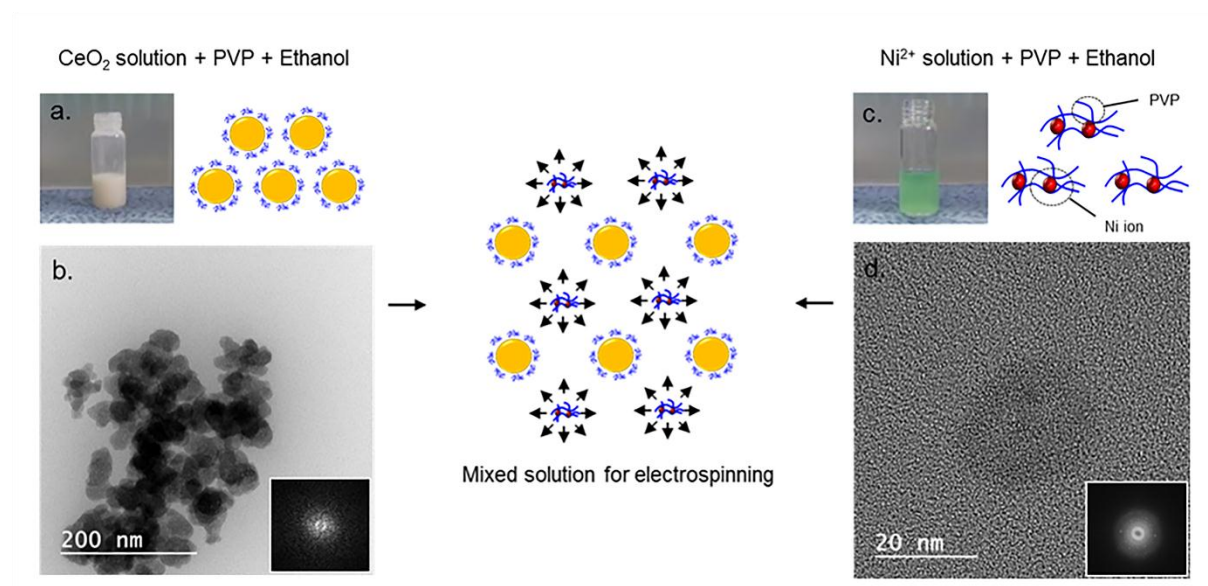 CeO₂ solution + PVP + Ethanol
Ni²⁺ solution + PVP + Ethanol
a.
c.
PVP
Ni ion
b.
d.
Mixed solution for electrospinning
200 nm
20 nm